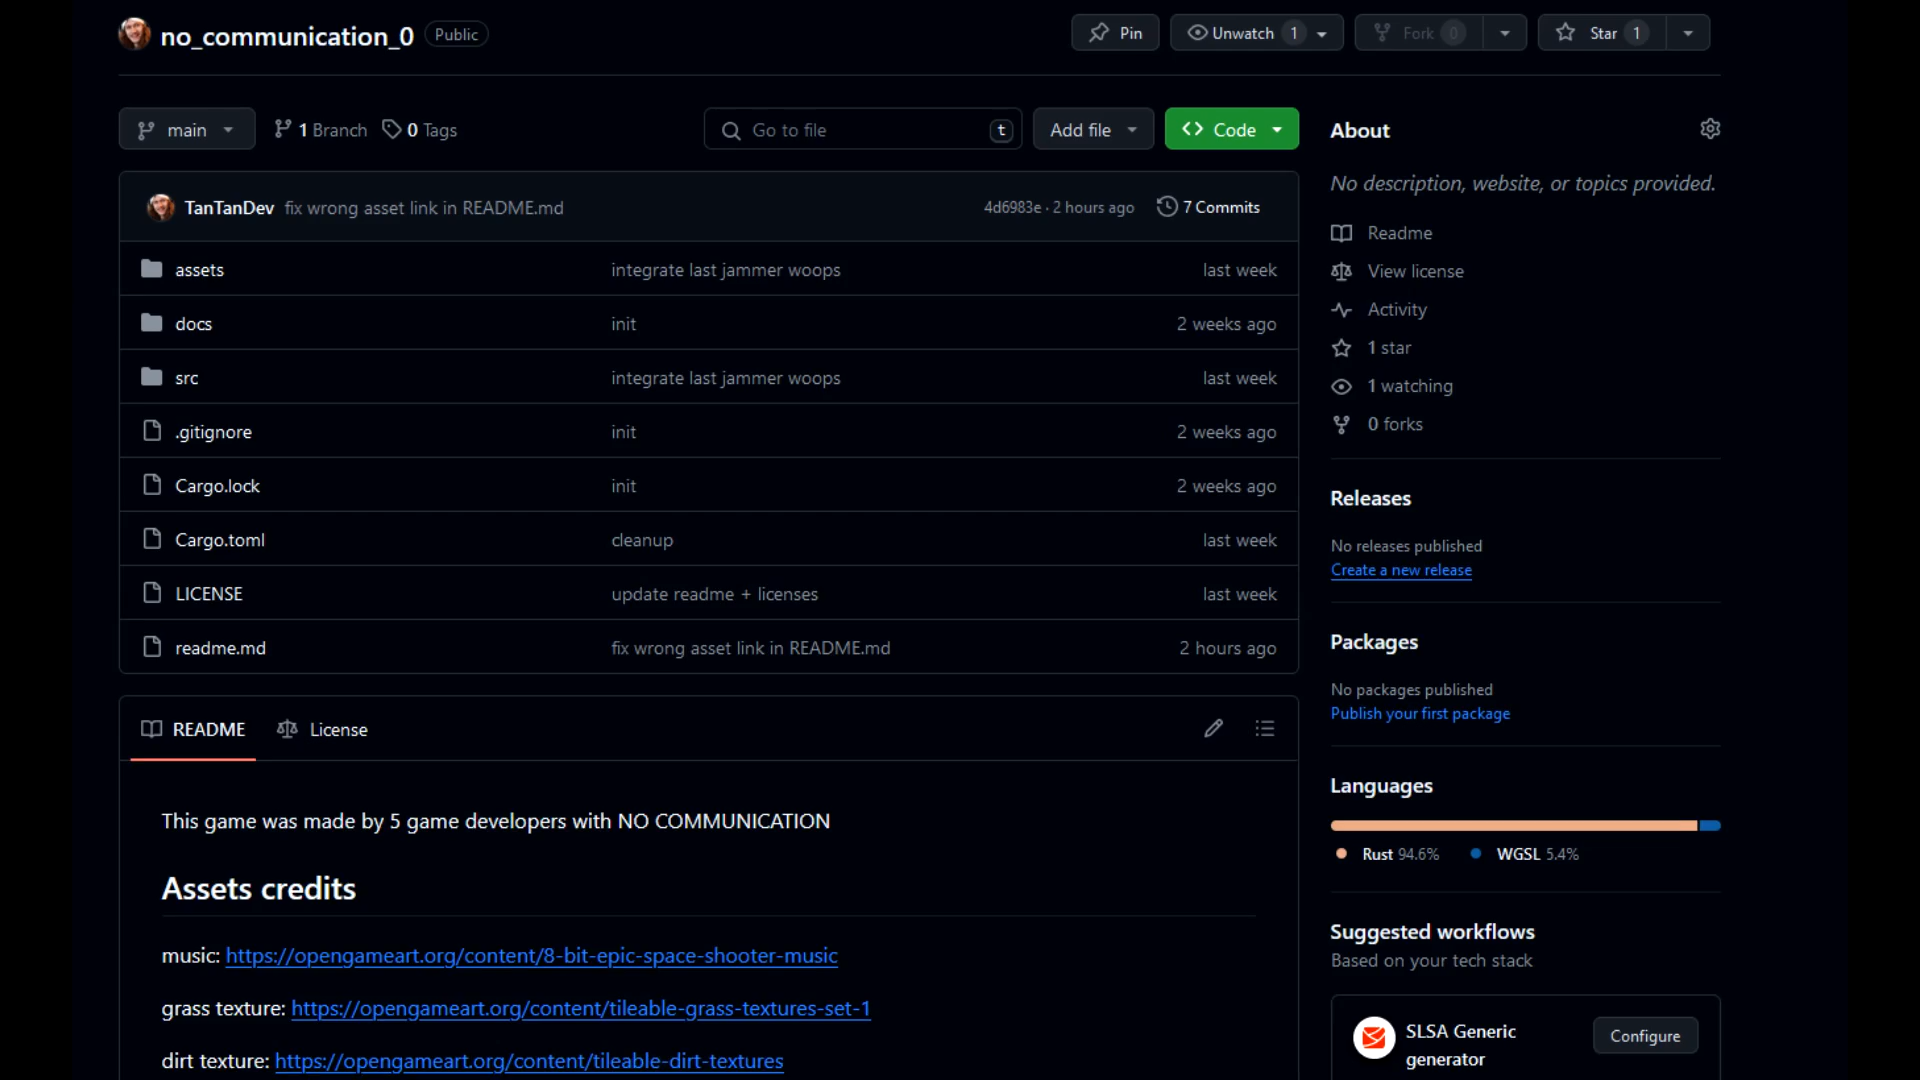 no_communication_0 Public Pin Unwatch 1 Fork 0 Star 1
main 1 Branch 0 Tags Go to file t Add file Code
TanTanDev fix wrong asset link in README.md 4d6983e · 2 hours ago 7 Commits
assets integrate last jammer woops last week
docs init 2 weeks ago
src integrate last jammer woops last week
.gitignore init 2 weeks ago
Cargo.lock init 2 weeks ago
Cargo.toml cleanup last week
LICENSE update readme + licenses last week
readme.md fix wrong asset link in README.md 2 hours ago
README License
This game was made by 5 game developers with NO COMMUNICATION
Assets credits
music: https://opengameart.org/content/8-bit-epic-space-shooter-music
grass texture: https://opengameart.org/content/tileable-grass-textures-set-1
dirt texture: https://opengameart.org/content/tileable-dirt-textures
About
No description, website, or topics provided.
Readme
View license
Activity
1 star
1 watching
0 forks
Releases
No releases published
Create a new release
Packages
No packages published
Publish your first package
Languages
Rust 94.6% WGSL 5.4%
Suggested workflows
Based on your tech stack
SLSA Generic
generator
Configure